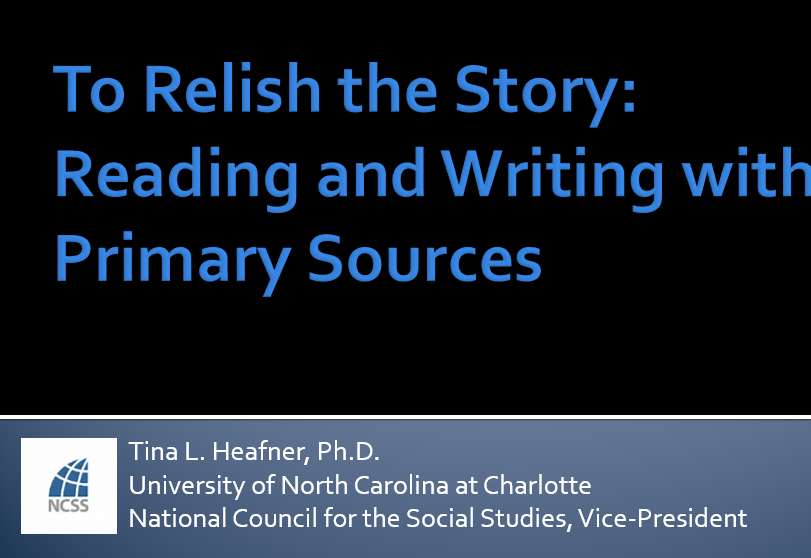 To Relish the Story:
Reading and Writing with
Primary Sources
Tina L. Heafner, Ph.D.
University of North Carolina at Charlotte
National Council for the Social Studies, Vice-President
NCSS